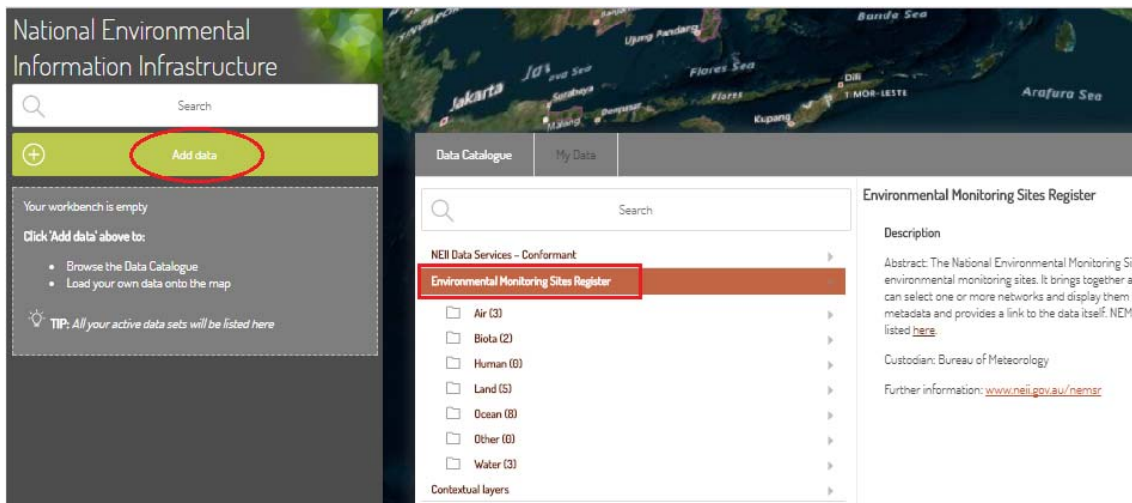 National Environmental
Information Infrastructure
Search
Add data
Your workbench is empty
Click 'Add data' above to:
Browse the Data Catalogue
Load your own data onto the map
TIP: All your active data sets will be listed here
Banda Sea
Ujung Pandang
Flores Sea
Jakarta
Surabaya
Malang
Denpasar
Flores
Dili
TIMOR-LESTE
Kupang
Arafura Sea
Data Catalogue
My Data
Search
NEII Data Services – Conformant
Environmental Monitoring Sites Register
Air (3)
Biota (2)
Human (0)
Land (5)
Ocean (8)
Other (0)
Water (3)
Contextual layers
Environmental Monitoring Sites Register
Description
Abstract: The National Environmental Monitoring Si
environmental monitoring sites. It brings together a
can select one or more networks and display them
metadata and provides a link to the data itself. NEM
listed here.
Custodian: Bureau of Meteorology
Further information: www.neii.gov.au/nemsr